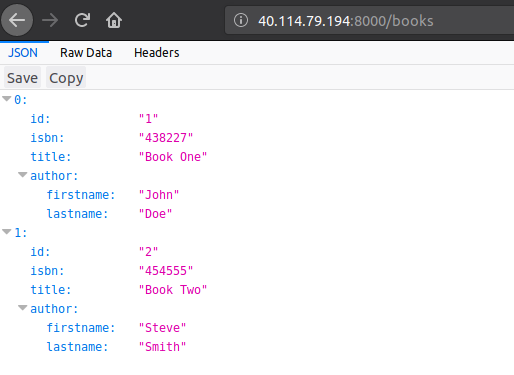 40.114.79.194:8000/books
JSON Raw Data Headers
Save Copy
0:
id: "1"
isbn: "438227"
title: "Book One"
author:
firstname: "John"
lastname: "Doe"
1:
id: "2"
isbn: "454555"
title: "Book Two"
author:
firstname: "Steve"
lastname: "Smith"